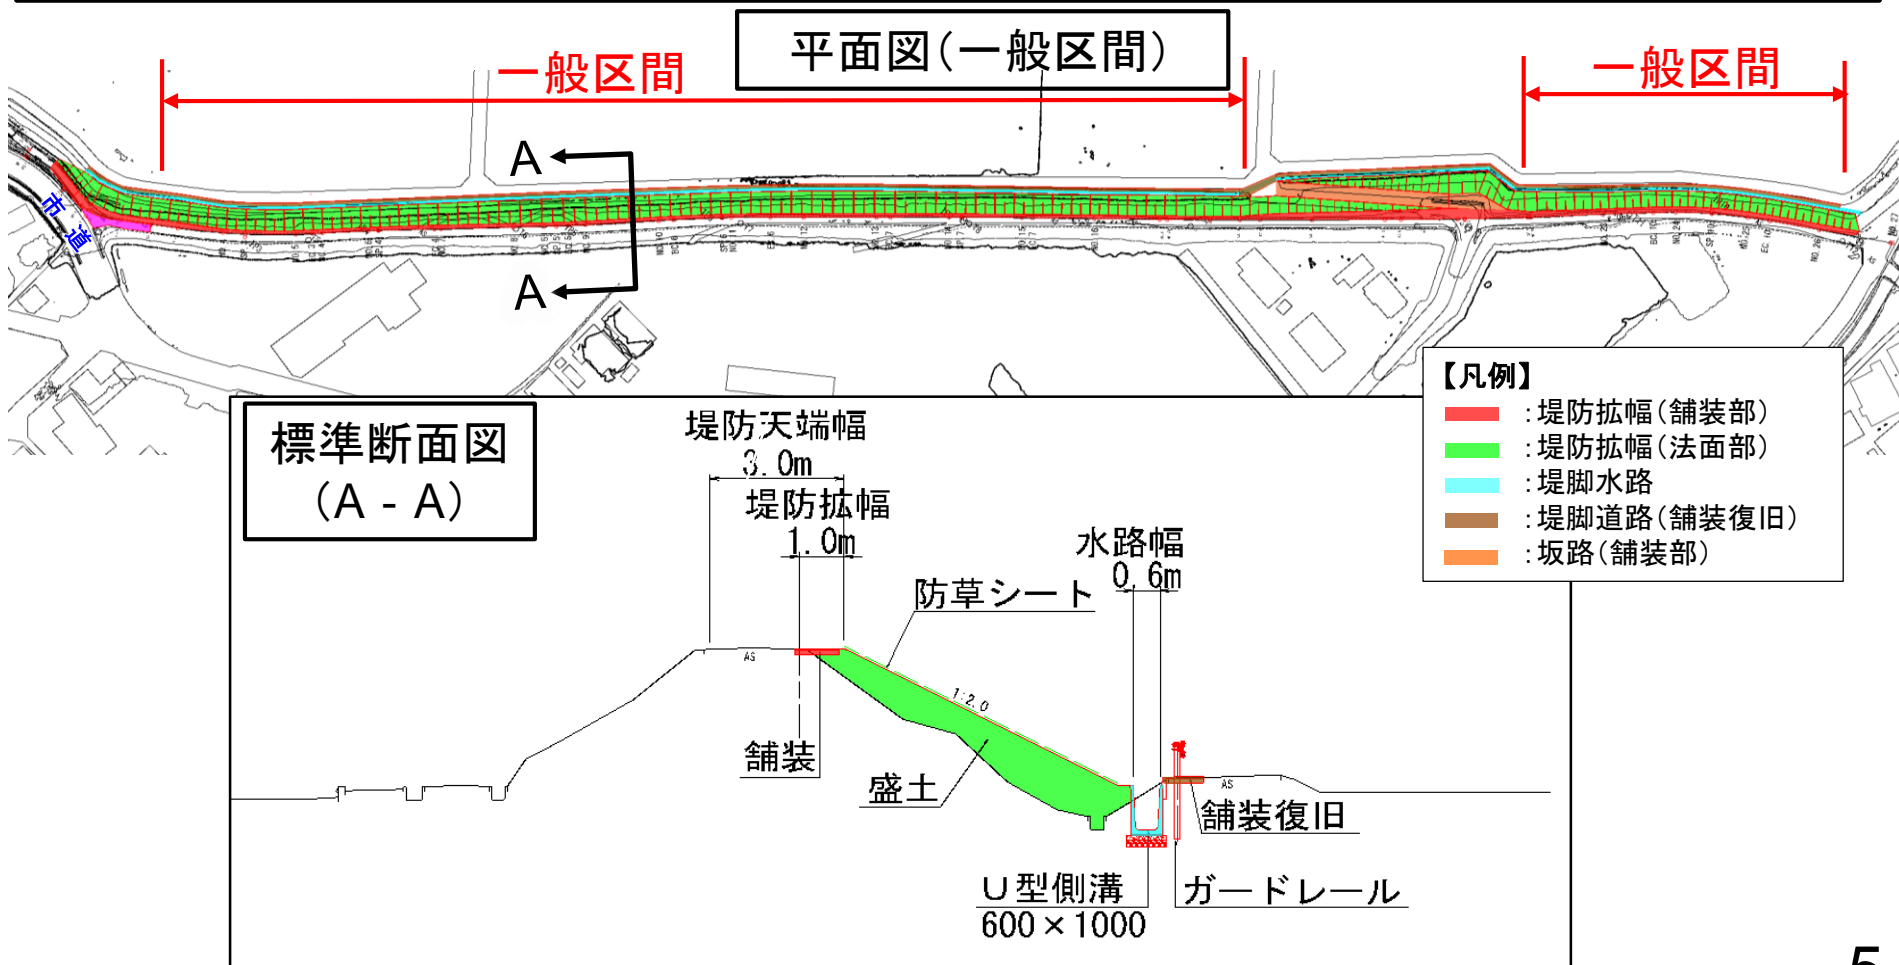 平面図(一般区間)
一般区間
一般区間
A
A
市道
【凡例】
:堤防拡幅(舗装部)
:堤防拡幅(法面部)
:堤脚水路
:堤脚道路(舗装復旧)
:坂路(舗装部)
標準断面図
(A - A)
堤防天端幅
3.0m
堤防拡幅
1.0m
水路幅
0.6m
防草シート
AS
1:2.0
舗装
盛土
AS
舗装復旧
U型側溝
600×1000
ガードレール
5